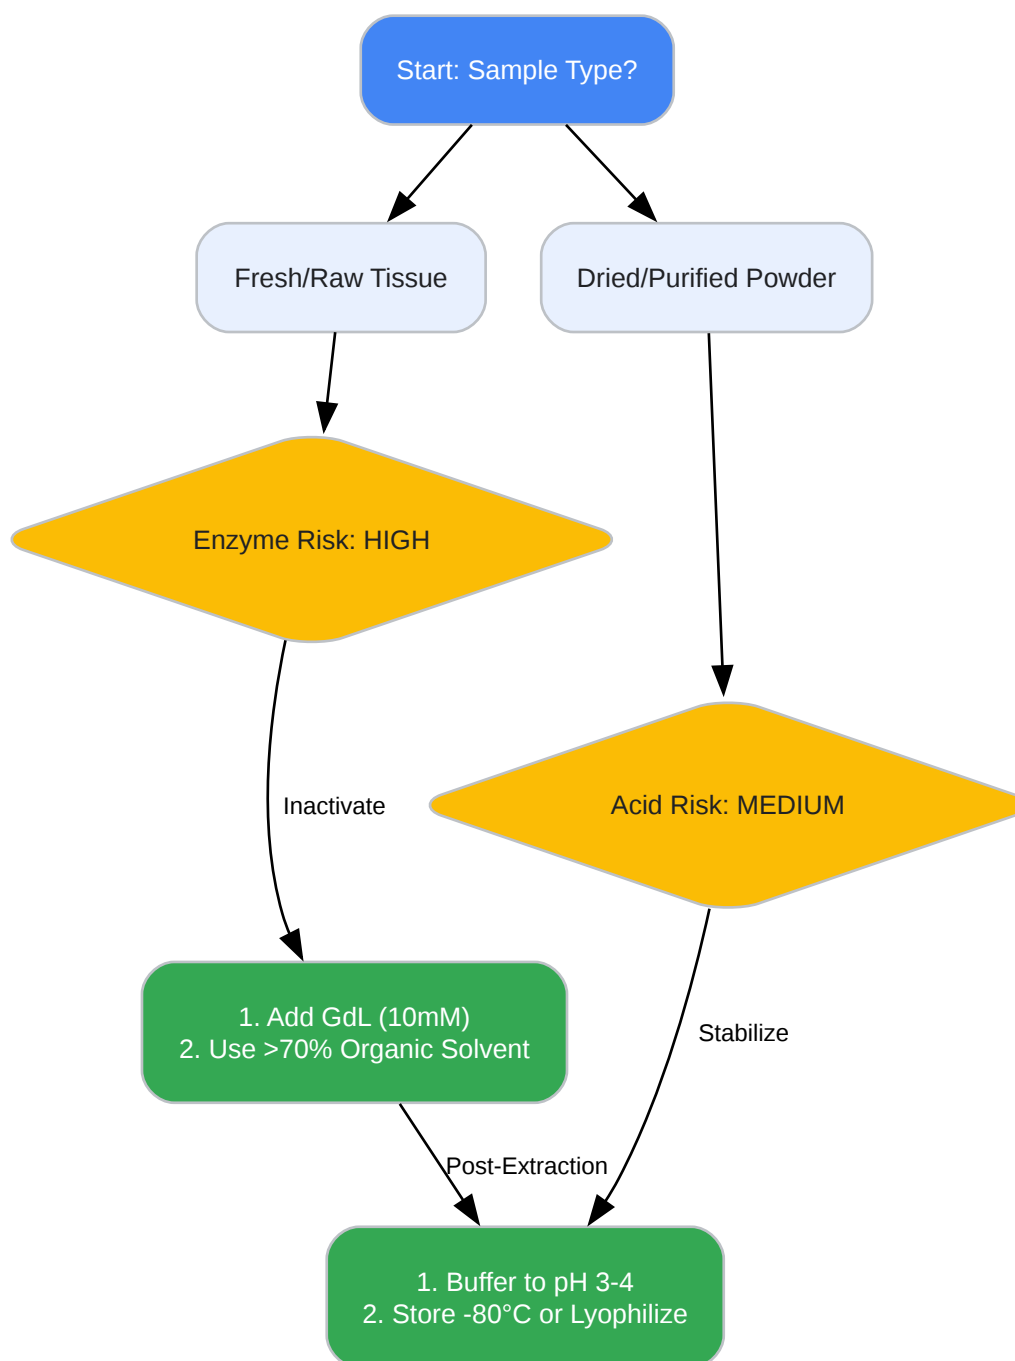 Start: Sample Type?
Fresh/Raw Tissue
Dried/Purified Powder
Enzyme Risk: HIGH
Inactivate
Acid Risk: MEDIUM
1. Add GdL (10mM)
2. Use >70% Organic Solvent
Stabilize
Post-Extraction
1. Buffer to pH 3-4
2. Store -80°C or Lyophilize